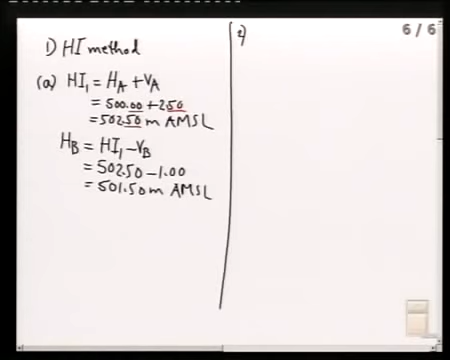 1) HI method
(a) HI₁ = H_A + V_A
= 500.00 + 2.50
= 502.50 m AMSL
H_B = HI₁ - V_B
= 502.50 - 1.00
= 501.50 m AMSL
2)
6 / 6